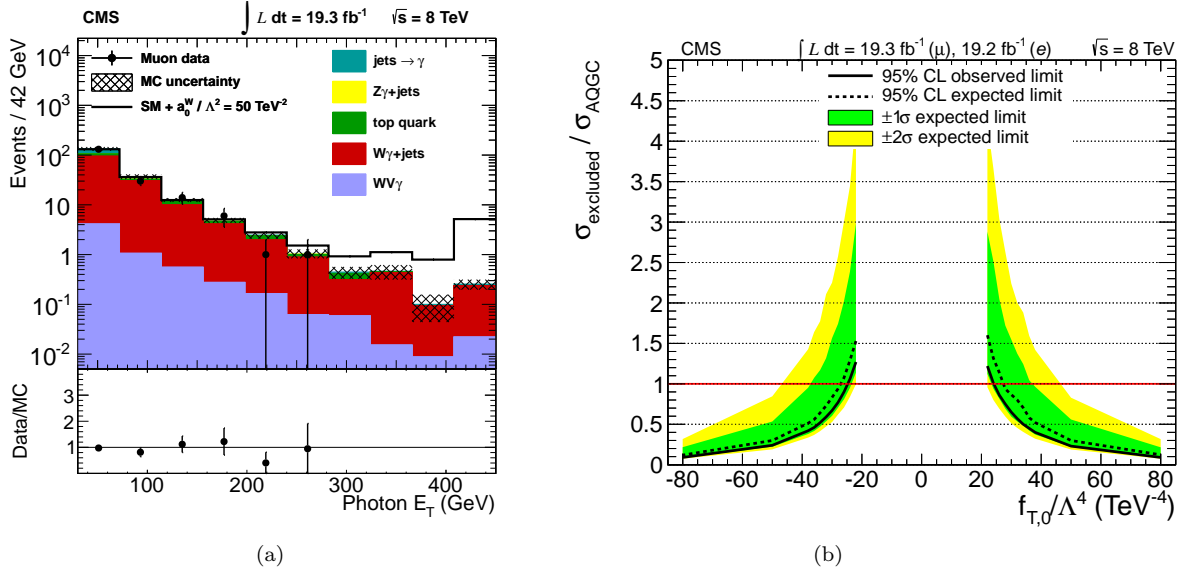 CMS ∫ L dt = 19.3 fb⁻¹ √s = 8 TeV
Events / 42 GeV
10⁴
10³
10²
10
1
10⁻¹
10⁻²
Muon data
MC uncertainty
SM + a₀ᵂ / Λ² = 50 TeV⁻²
jets → γ
Zγ+jets
top quark
Wγ+jets
WVγ
Data/MC
3
2
1
100 200 300 400
Photon E_T (GeV)
(a)
CMS ∫ L dt = 19.3 fb⁻¹ (μ), 19.2 fb⁻¹ (e) √s = 8 TeV
σ_excluded / σ_AQGC
5
4.5
4
3.5
3
2.5
2
1.5
1
0.5
0
95% CL observed limit
95% CL expected limit
±1σ expected limit
±2σ expected limit
-80 -60 -40 -20 0 20 40 60 80
f_T,0/Λ⁴ (TeV⁻⁴)
(b)